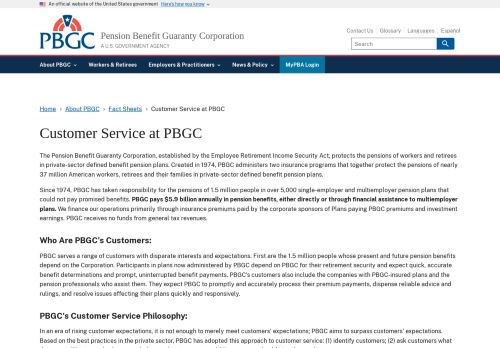 An official website of the United States government Here's how you know
PBGC
Pension Benefit Guaranty Corporation
A U.S. GOVERNMENT AGENCY
Contact Us Glossary Languages Español
Search
About PBGC Workers & Retirees Employers & Practitioners News & Policy MyPBA Login
Home › About PBGC › Fact Sheets › Customer Service at PBGC
Customer Service at PBGC
The Pension Benefit Guaranty Corporation, established by the Employee Retirement Income Security Act, protects the pensions of workers and retirees
in private-sector defined benefit pension plans. Created in 1974, PBGC administers two insurance programs that together protect the pensions of nearly
37 million American workers, retirees and their families in private-sector defined benefit pension plans.
Since 1974, PBGC has taken responsibility for the pensions of 1.5 million people in over 5,000 single-employer and multiemployer pension plans that
could not pay promised benefits. PBGC pays $5.9 billion annually in pension benefits, either directly or through financial assistance to multiemployer
plans. We finance our operations primarily through insurance premiums paid by the corporate sponsors of Plans paying PBGC premiums and investment
earnings. PBGC receives no funds from general tax revenues.
Who Are PBGC's Customers:
PBGC serves a range of customers with disparate interests and expectations. First are the 1.5 million people whose present and future pension benefits
depend on the Corporation. Participants in plans now administered by PBGC depend on PBGC for their retirement security and expect quick, accurate
benefit determinations and prompt, uninterrupted benefit payments. PBGC's customers also include the companies with PBGC-insured plans and the
pension professionals who assist them. They expect PBGC to promptly and accurately process their premium payments, dispense reliable advice and
rulings, and resolve issues affecting their plans quickly and responsively.
PBGC's Customer Service Philosophy:
In an era of rising customer expectations, it is not enough to merely meet customers' expectations; PBGC aims to surpass customers' expectations.
Based on the best practices in the private sector, PBGC has adopted this approach to customer service: (1) identify customers; (2) ask customers what